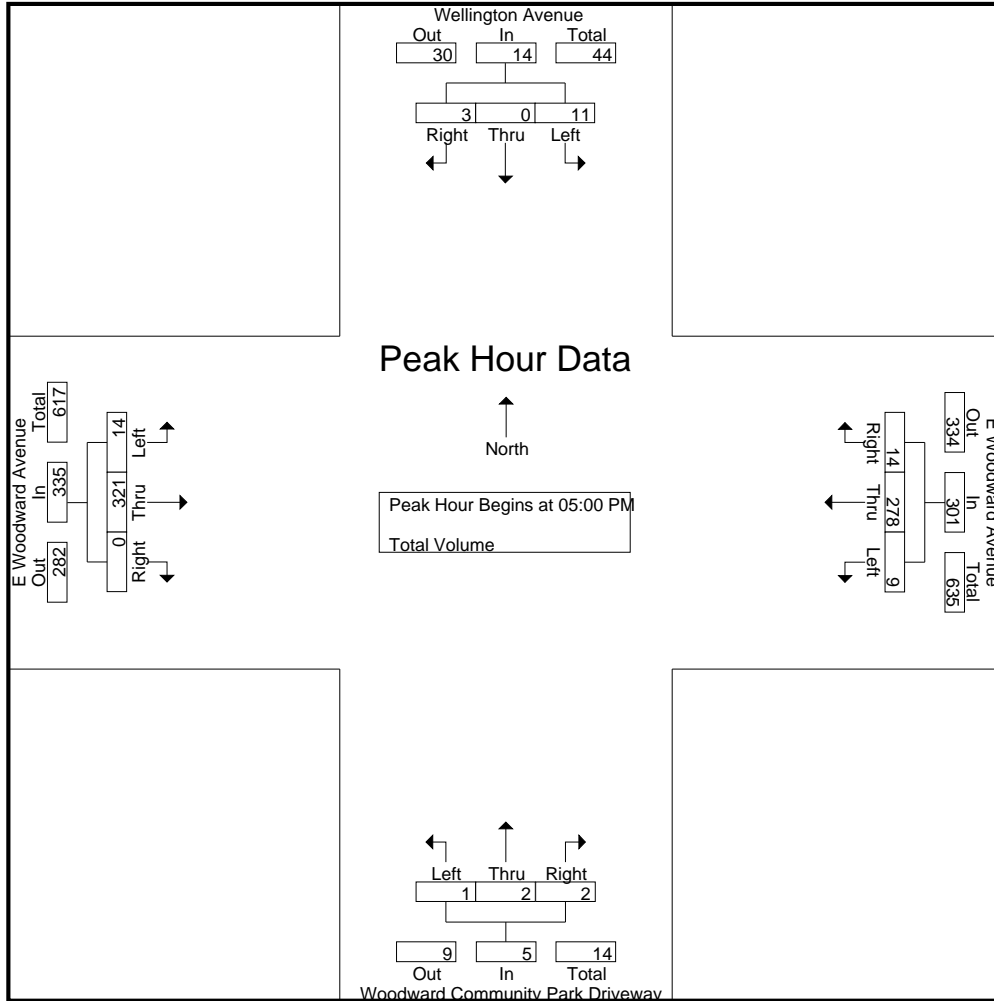 Wellington Avenue
Out In Total
30 14 44
3 0 11
Right Thru Left
Peak Hour Data
North
Peak Hour Begins at 05:00 PM
Total Volume
E Woodward Avenue
Out In Total
282 335 617
14 321 0
Left Thru Right
E Woodward Avenue
Out In Total
334 301 635
14 278 9
Right Thru Left
Left Thru Right
1 2 2
9 5 14
Out In Total
Woodward Community Park Driveway